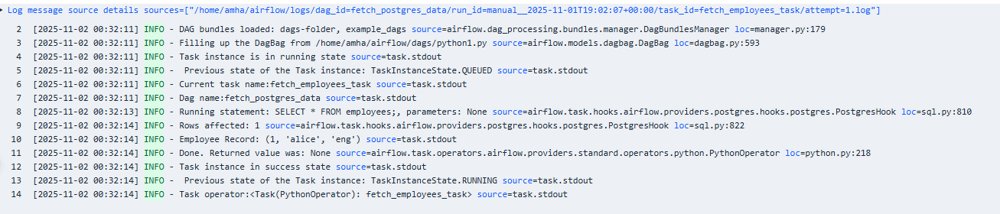 Log message source details sources=["/home/amha/airflow/logs/dag_id=fetch_postgres_data/run_id=manual__2025-11-01T19:02:07+00:00/task_id=fetch_employees_task/attempt=1.log"]
2 [2025-11-02 00:32:11] INFO - DAG bundles loaded: dags-folder, example_dags source=airflow.dag_processing.bundles.manager.DagBundlesManager loc=manager.py:179
3 [2025-11-02 00:32:11] INFO - Filling up the DagBag from /home/amha/airflow/dags/python1.py source=airflow.models.dagbag.DagBag loc=dagbag.py:593
4 [2025-11-02 00:32:11] INFO - Task instance is in running state source=task.stdout
5 [2025-11-02 00:32:11] INFO -  Previous state of the Task instance: TaskInstanceState.QUEUED source=task.stdout
6 [2025-11-02 00:32:11] INFO - Current task name:fetch_employees_task source=task.stdout
7 [2025-11-02 00:32:11] INFO - Dag name:fetch_postgres_data source=task.stdout
8 [2025-11-02 00:32:13] INFO - Running statement: SELECT * FROM employees;, parameters: None source=airflow.task.hooks.airflow.providers.postgres.hooks.postgres.PostgresHook loc=sql.py:810
9 [2025-11-02 00:32:14] INFO - Rows affected: 1 source=airflow.task.hooks.airflow.providers.postgres.hooks.postgres.PostgresHook loc=sql.py:822
10 [2025-11-02 00:32:14] INFO - Employee Record: (1, 'alice', 'eng') source=task.stdout
11 [2025-11-02 00:32:14] INFO - Done. Returned value was: None source=airflow.task.operators.airflow.providers.standard.operators.python.PythonOperator loc=python.py:218
12 [2025-11-02 00:32:14] INFO - Task instance in success state source=task.stdout
13 [2025-11-02 00:32:14] INFO -  Previous state of the Task instance: TaskInstanceState.RUNNING source=task.stdout
14 [2025-11-02 00:32:14] INFO - Task operator:<Task(PythonOperator): fetch_employees_task> source=task.stdout